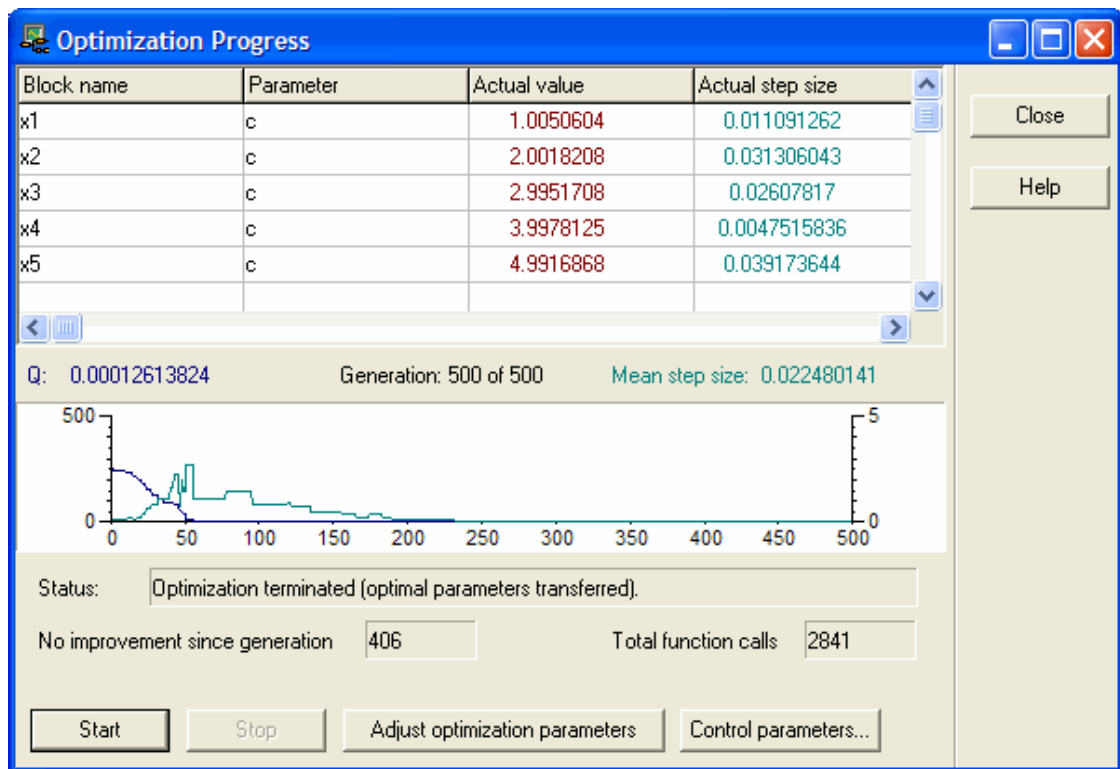 Optimization Progress
Block name Parameter Actual value Actual step size
x1 c 1.0050604 0.011091262
x2 c 2.0018208 0.031306043
x3 c 2.9951708 0.02607817
x4 c 3.9978125 0.0047515836
x5 c 4.9916868 0.039173644
Close
Help
Q: 0.00012613824 Generation: 500 of 500 Mean step size: 0.022480141
500 5
0 0
0 50 100 150 200 250 300 350 400 450 500
Status: Optimization terminated (optimal parameters transferred).
No improvement since generation 406 Total function calls 2841
Start Stop Adjust optimization parameters Control parameters...